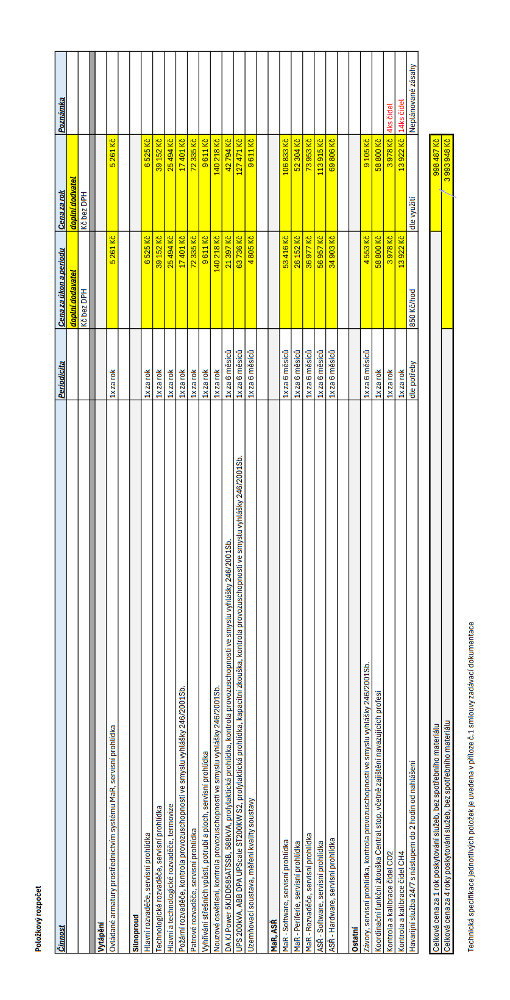 Položkový rozpočet
Činnost Periodicita Cena za úkon a periodu Cena za rok Poznámka
doplní dodavatel doplní dodvatel
Kč bez DPH Kč bez DPH
Vytápění
Ovládané armatury prostřednictvím systému MaR, servisní prohlídka 1x za rok 5 261 Kč 5 261 Kč
Silnoproud
Hlavní rozvaděče, servisní prohlídka 1x za rok 6 525 Kč 6 525 Kč
Technologické rozvaděče, servisní prohlídka 1x za rok 39 152 Kč 39 152 Kč
Hlavní a technologické rozvaděče, termovize 1x za rok 25 494 Kč 25 494 Kč
Požární rozvaděče, kontrola provozuschopnosti ve smyslu vyhlášky 246/2001Sb. 1x za rok 17 401 Kč 17 401 Kč
Patrové rozvaděče, servisní prohlídka 1x za rok 72 335 Kč 72 335 Kč
Vyhřívání střešních vpustí, potrubí a ploch, servisní prohlídka 1x za rok 9 611 Kč 9 611 Kč
Nouzové osvětlení, kontrola provozuschopnosti ve smyslu vyhlášky 246/2001Sb. 1x za rok 140 218 Kč 140 218 Kč
DA KJ Power 5KJDD585ATSSB, 588kVA, profylaktická prohlídka, kontrola provozuschopnosti ve smyslu vyhlášky 246/2001Sb. 1x za 6 měsíců 21 397 Kč 42 794 Kč
UPS 200kVA, ABB DPA UPScale ST200KW S2, profylaktická prohlídka, kapacitní zkouška, kontrola provozuschopnosti ve smyslu vyhlášky 246/2001Sb. 1x za 6 měsíců 63 736 Kč 127 471 Kč
Uzemňovací soustava, měření kvality soustavy 1x za 6 měsíců 4 805 Kč 9 611 Kč
MaR, ASŘ
MaR - Software, servisní prohlídka 1x za 6 měsíců 53 416 Kč 106 833 Kč
MaR - Periferie, servisní prohlídka 1x za 6 měsíců 26 152 Kč 52 304 Kč
MaR - Rozvaděče, servisní prohlídka 1x za 6 měsíců 36 977 Kč 73 953 Kč
ASŘ - Software, servisní prohlídka 1x za 6 měsíců 56 957 Kč 113 915 Kč
ASŘ - Hardware, servisní prohlídka 1x za 6 měsíců 34 903 Kč 69 806 Kč
Ostatní
Závory, servisní prohlídka, kontrola provozuschopnosti ve smyslu vyhlášky 246/2001Sb. 1x za 6 měsíců 4 553 Kč 9 105 Kč
Koordinační funkční zkouška Central stop, včetně zajištění navazujících profesí 1x za rok 58 800 Kč 58 800 Kč
Kontrola a kalibrace čidel CO2 1x za rok 3 978 Kč 3 978 Kč 4ks čidel
Kontrola a kalibrace čidel CH4 1x za rok 13 922 Kč 13 922 Kč 14ks čidel
Havarijní služba 24/7 s nástupem do 2 hodin od nahlášení dle potřeby 850 Kč/hod dle využití Neplánované zásahy
Celková cena za 1 rok poskytování služeb, bez spotřebního materiálu 998 487 Kč
Celková cena za 4 roky poskytování služeb, bez spotřebního materiálu 3 993 948 Kč
Technická specifikace jednotlivých položek je uvedena v příloze č.1 smlouvy zadávací dokumentace